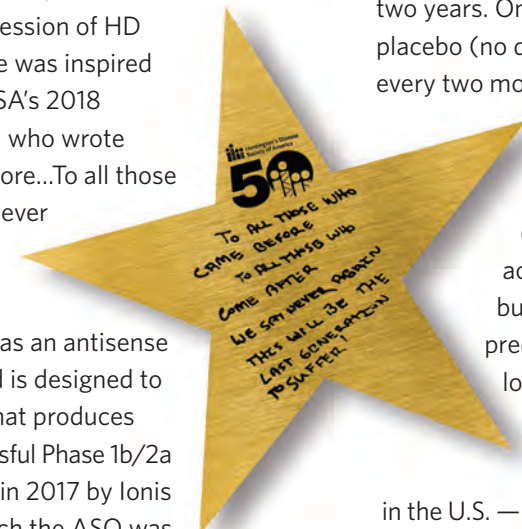 ession of HD
e was inspired
SA's 2018
who wrote
ore...To all those
ever
as an antisense
d is designed to
hat produces
sful Phase 1b/2a
in 2017 by Ionis
ch the ASO was
Huntington's Disease
Society of America
50
TO ALL THOSE WHO
CAME BEFORE
TO ALL THOSE WHO
COME AFTER
WE SAY NEVER AGAIN
THIS WILL BE THE
LAST GENERATION
TO SUFFER!
two years. On
placebo (no d
every two mo
ac
bu
prec
lo
in the U.S. —